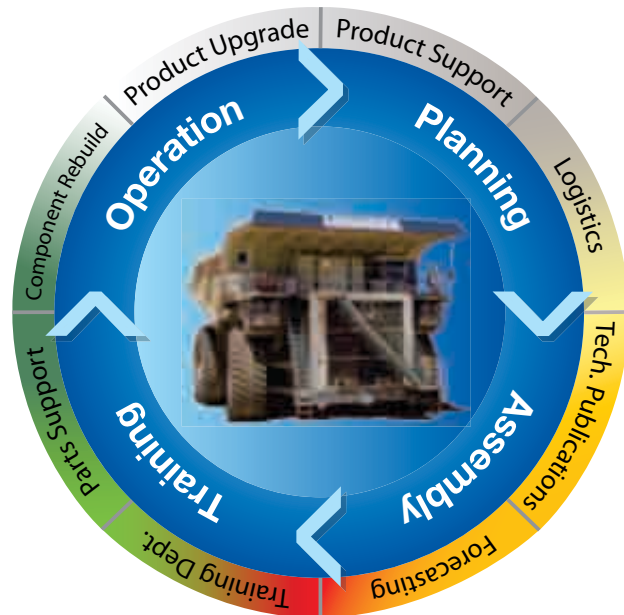 Product Support
Logistics
Tech. Publications
Forecasting
Training Dept.
Parts Support
Component Rebuild
Product Upgrade
Planning
Assembly
Training
Operation